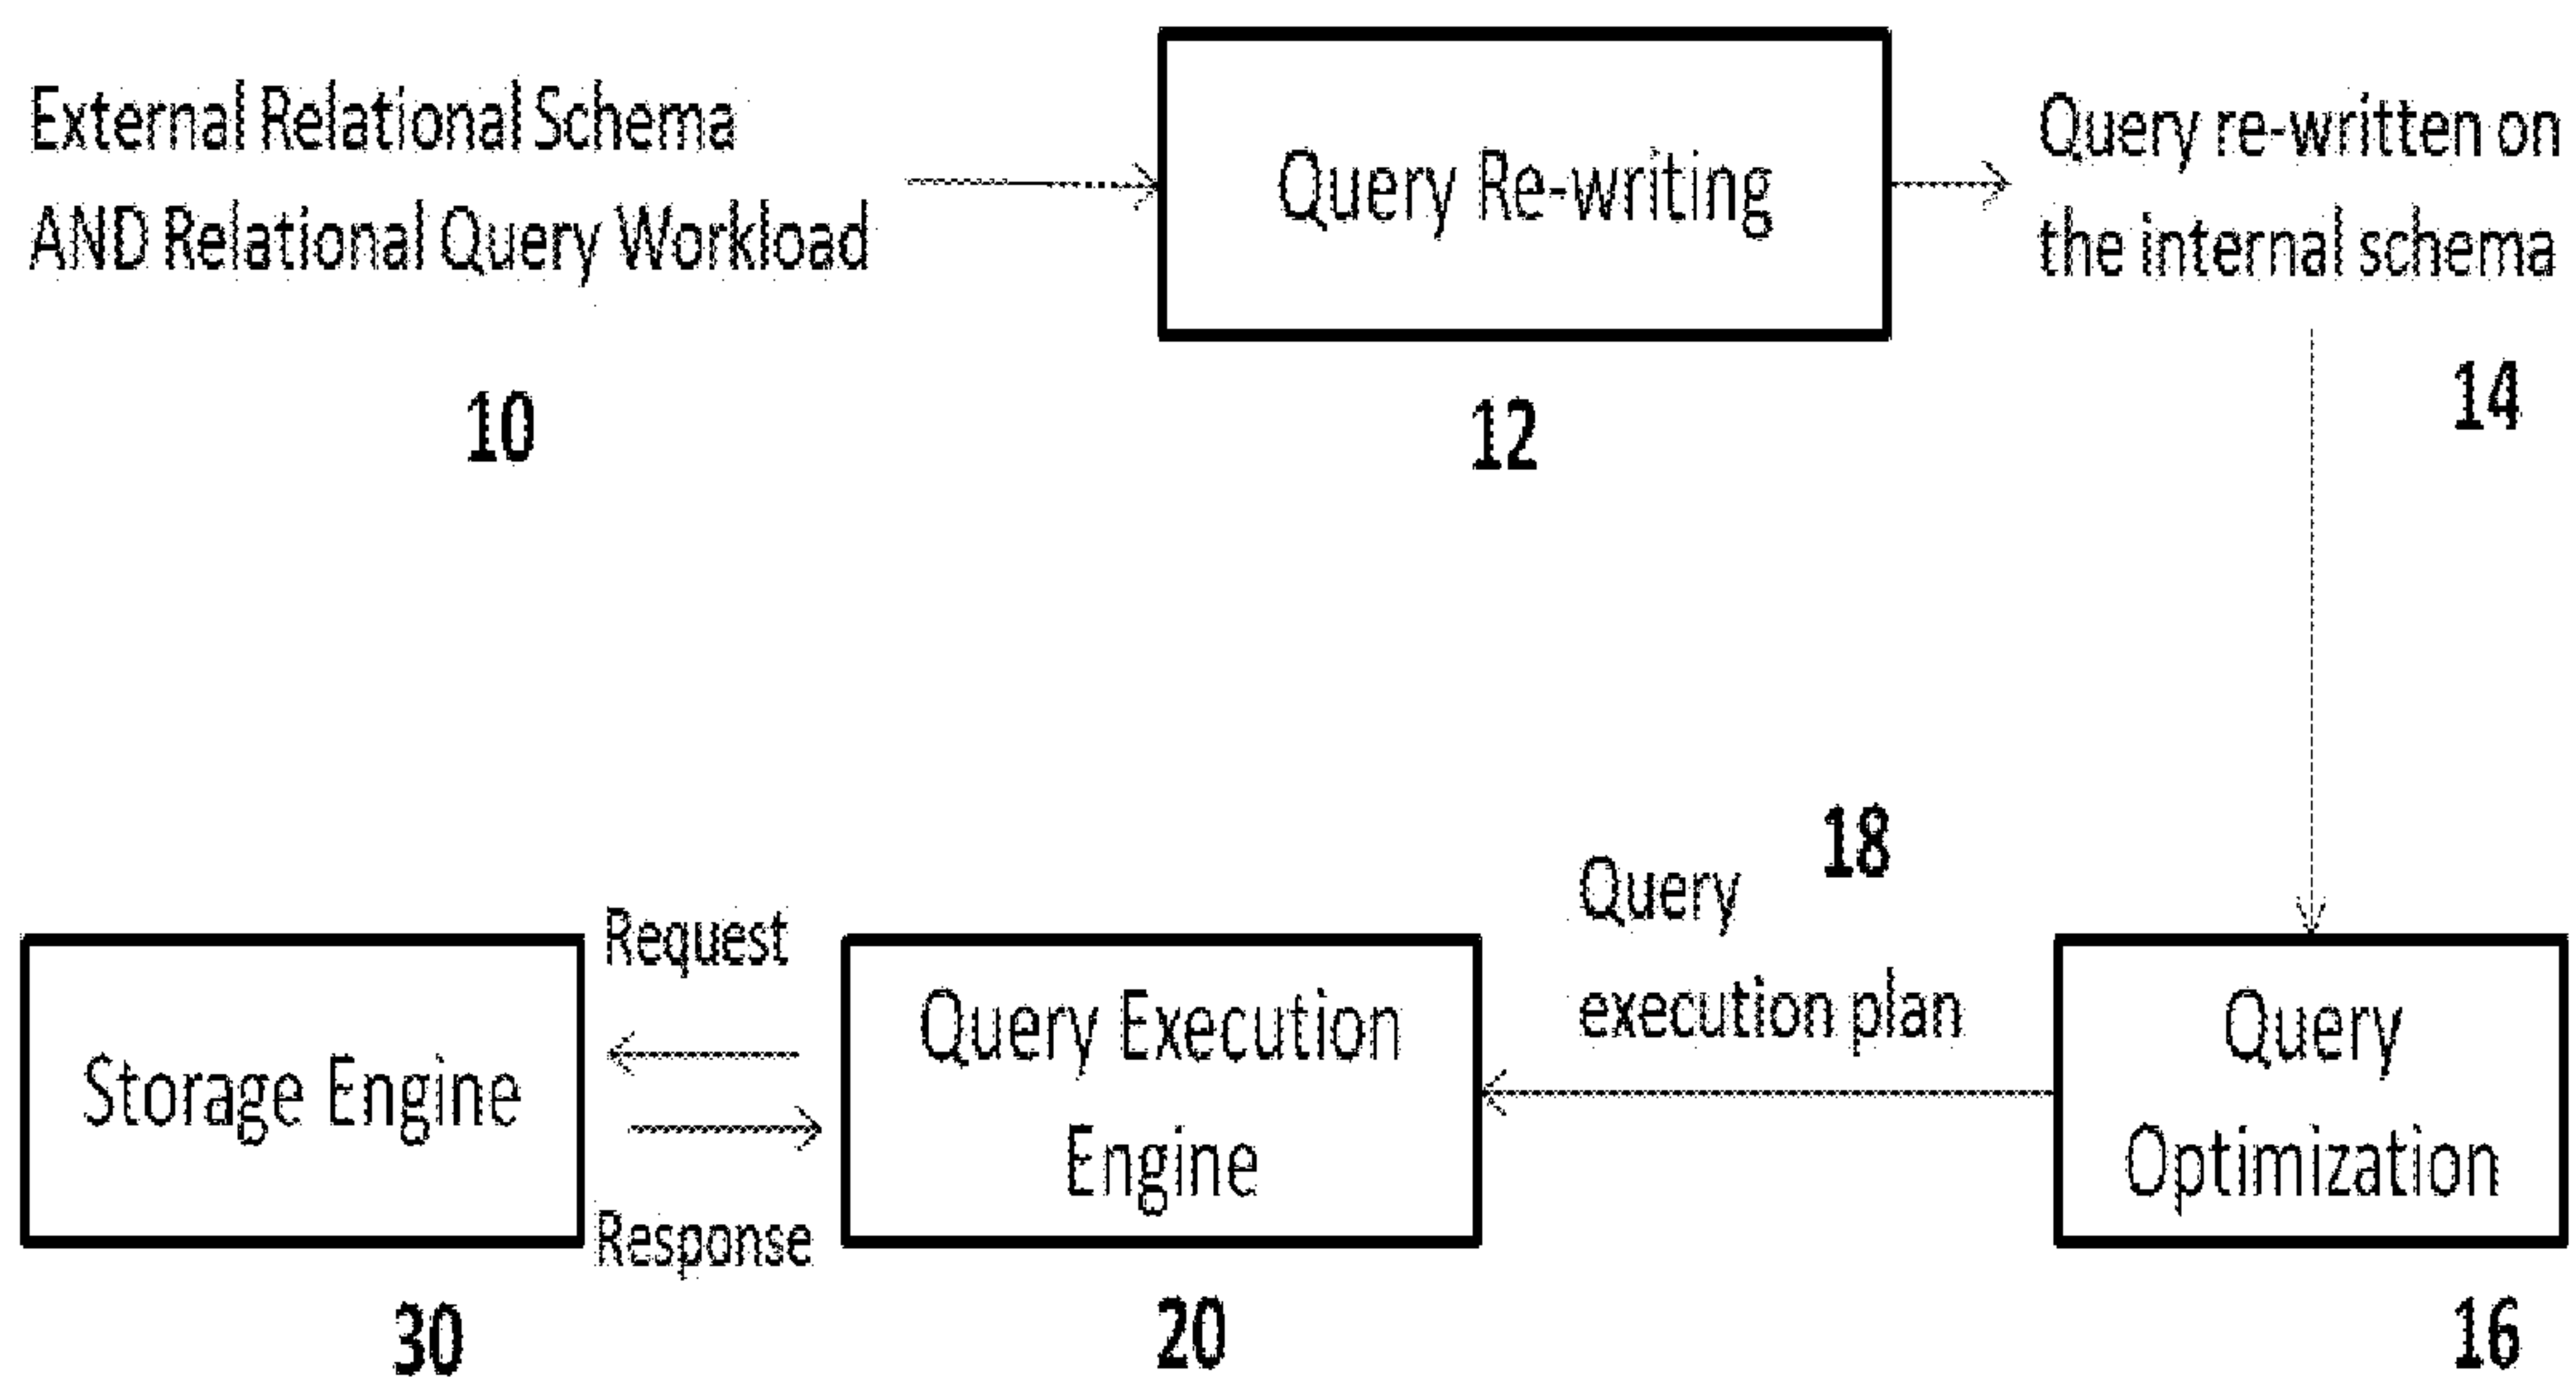 External Relational Schema
AND Relational Query Workload
10
Query Re-writing
12
Query re-written on
the internal schema
14
18
Query
execution plan
Request
Storage Engine
Response
30
Query Execution
Engine
20
Query
Optimization
16